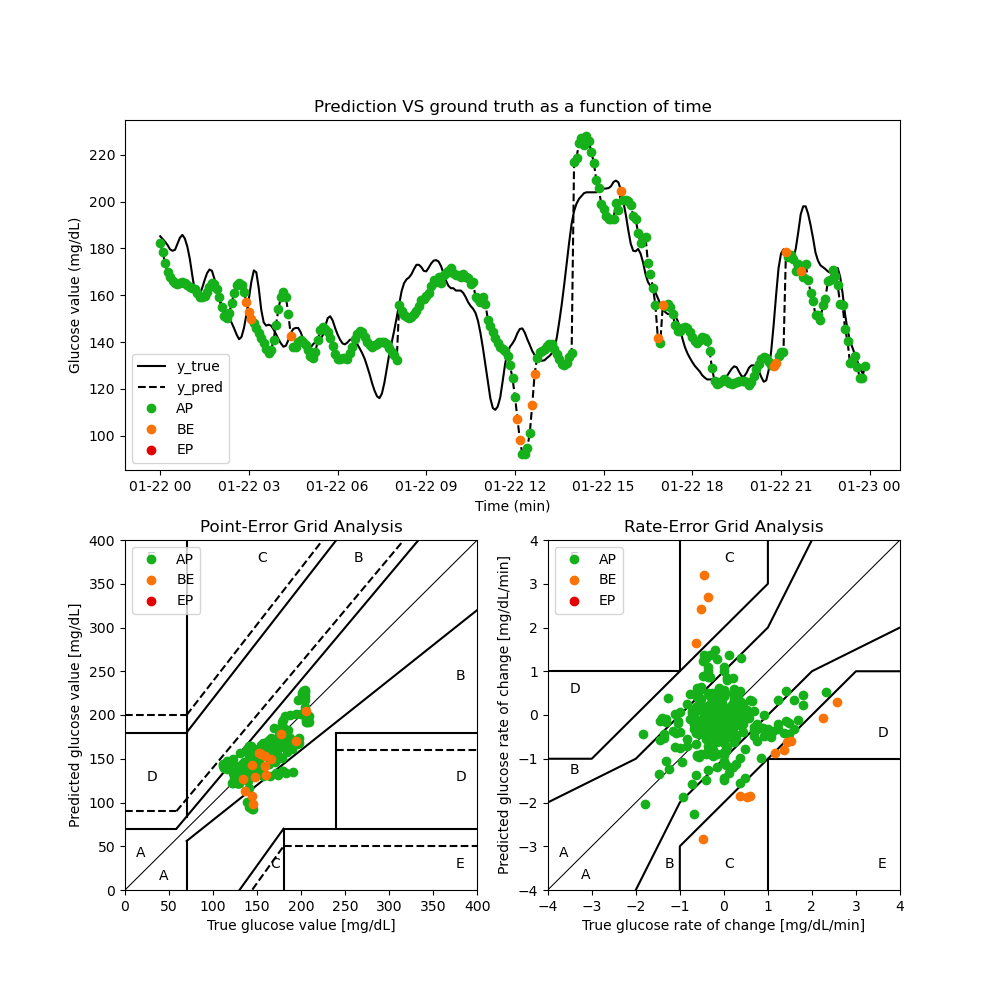 Prediction VS ground truth as a function of time
Glucose value (mg/dL)
220
200
180
160
140
120
100
y_true
y_pred
AP
BE
EP
01-22 00 01-22 03 01-22 06 01-22 09 01-22 12 01-22 15 01-22 18 01-22 21 01-23 00
Time (min)
Point-Error Grid Analysis
Predicted glucose value [mg/dL]
400
350
300
250
200
150
100
50
0
AP
BE
EP
C
B
B
D
D
A
A
C
E
0 50 100 150 200 250 300 350 400
True glucose value [mg/dL]
Rate-Error Grid Analysis
Predicted glucose rate of change [mg/dL/min]
4
3
2
1
0
−1
−2
−3
−4
AP
BE
EP
C
D
D
B
A
A
B
C
E
−4 −3 −2 −1 0 1 2 3 4
True glucose rate of change [mg/dL/min]